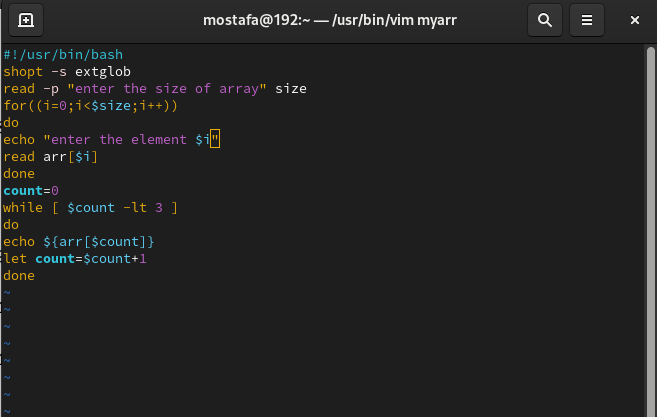 mostafa@192:~ — /usr/bin/vim myarr
#!/usr/bin/bash
shopt -s extglob
read -p "enter the size of array" size
for((i=0;i<$size;i++))
do
echo "enter the element $i"
read arr[$i]
done
count=0
while [ $count -lt 3 ]
do
echo ${arr[$count]}
let count=$count+1
done
~
~
~
~
~
~
~
~